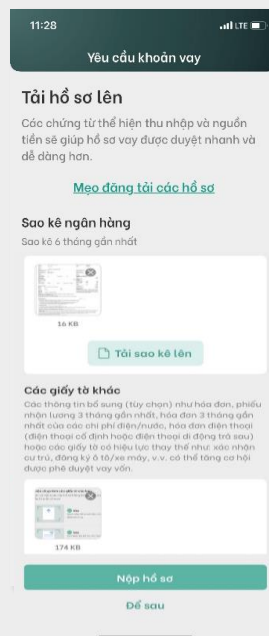 11:28
LTE
Yêu cầu khoản vay
Tải hồ sơ lên
Các chứng từ thể hiện thu nhập và nguồn
tiền sẽ giúp hồ sơ vay được duyệt nhanh và
dễ dàng hơn.
Mẹo đăng tải các hồ sơ
Sao kê ngân hàng
Sao kê 6 tháng gần nhất
16 KB
Tải sao kê lên
Các giấy tờ khác
Các thông tin bổ sung (tùy chọn) như hóa đơn, phiếu
nhận lương 3 tháng gần nhất, hóa đơn 3 tháng gần
nhất của các chi phí điện/nước, hóa đơn điện thoại
(điện thoại cố định hoặc điện thoại di động trả sau)
hoặc các giấy tờ có hiệu lực thay thế như: xác nhận
cư trú, đăng ký ô tô/xe máy, v.v. có thể tăng cơ hội
được phê duyệt vay vốn.
174 KB
Nộp hồ sơ
Để sau